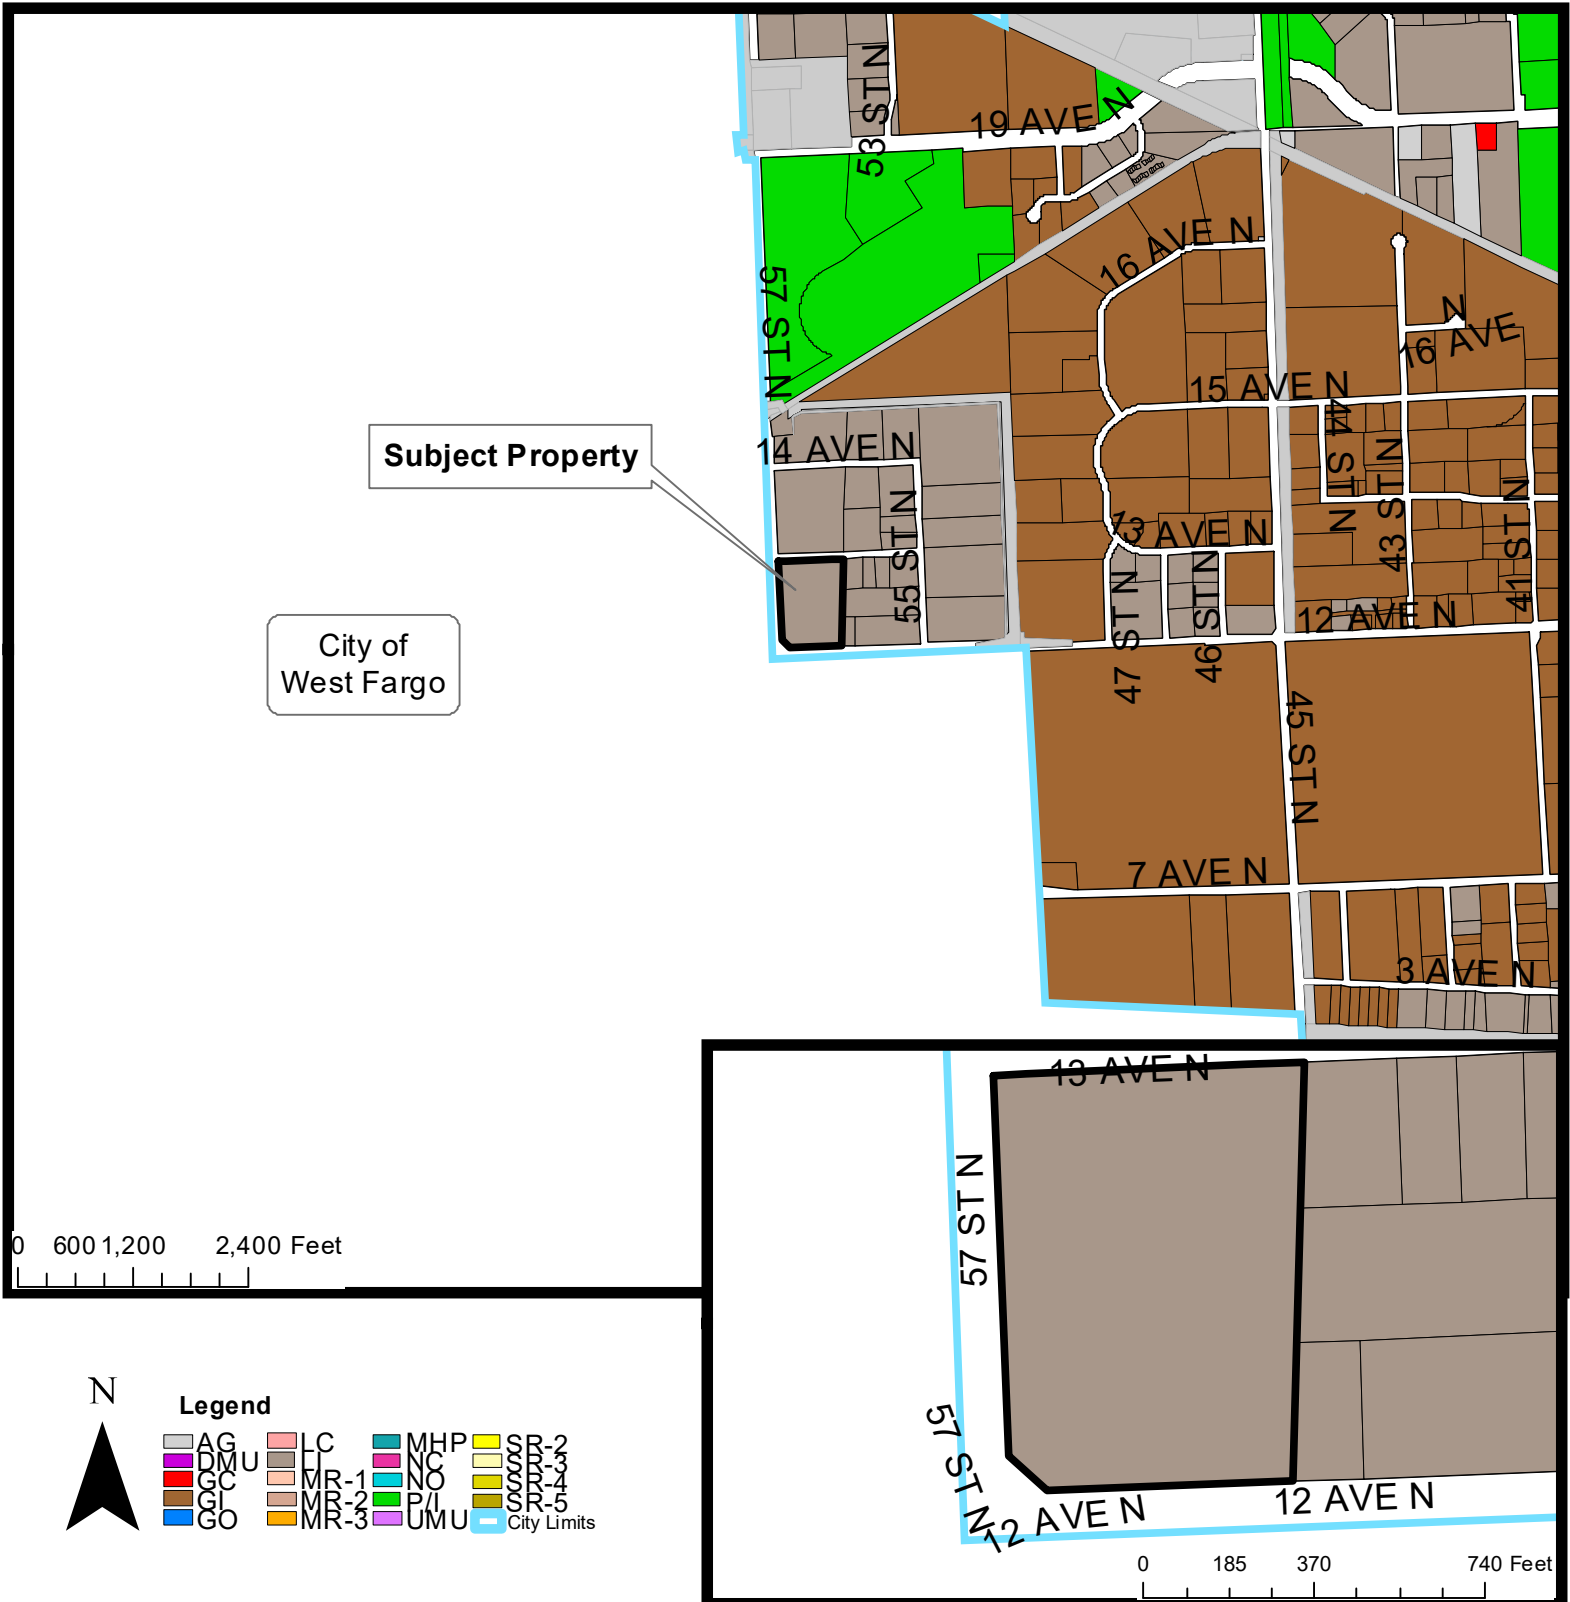 53 ST N
19 AVE N
57 ST N
16 AVE N
16 AVE N
15 AVE N
44 ST N
43 ST N
41 ST N
14 AVE N
Subject Property
55 ST N
13 AVE N
47 ST N
46 ST N
12 AVE N
City of
West Fargo
45 ST N
7 AVE N
3 AVE N
0 600 1,200 2,400 Feet
13 AVE N
57 ST N
57 ST N
12 AVE N
12 AVE N
0 185 370 740 Feet
N
Legend
AG LC MHP SR-2
DMU LI NC SR-3
GC MR-1 NO SR-4
GI MR-2 P/I SR-5
GO MR-3 UMU City Limits